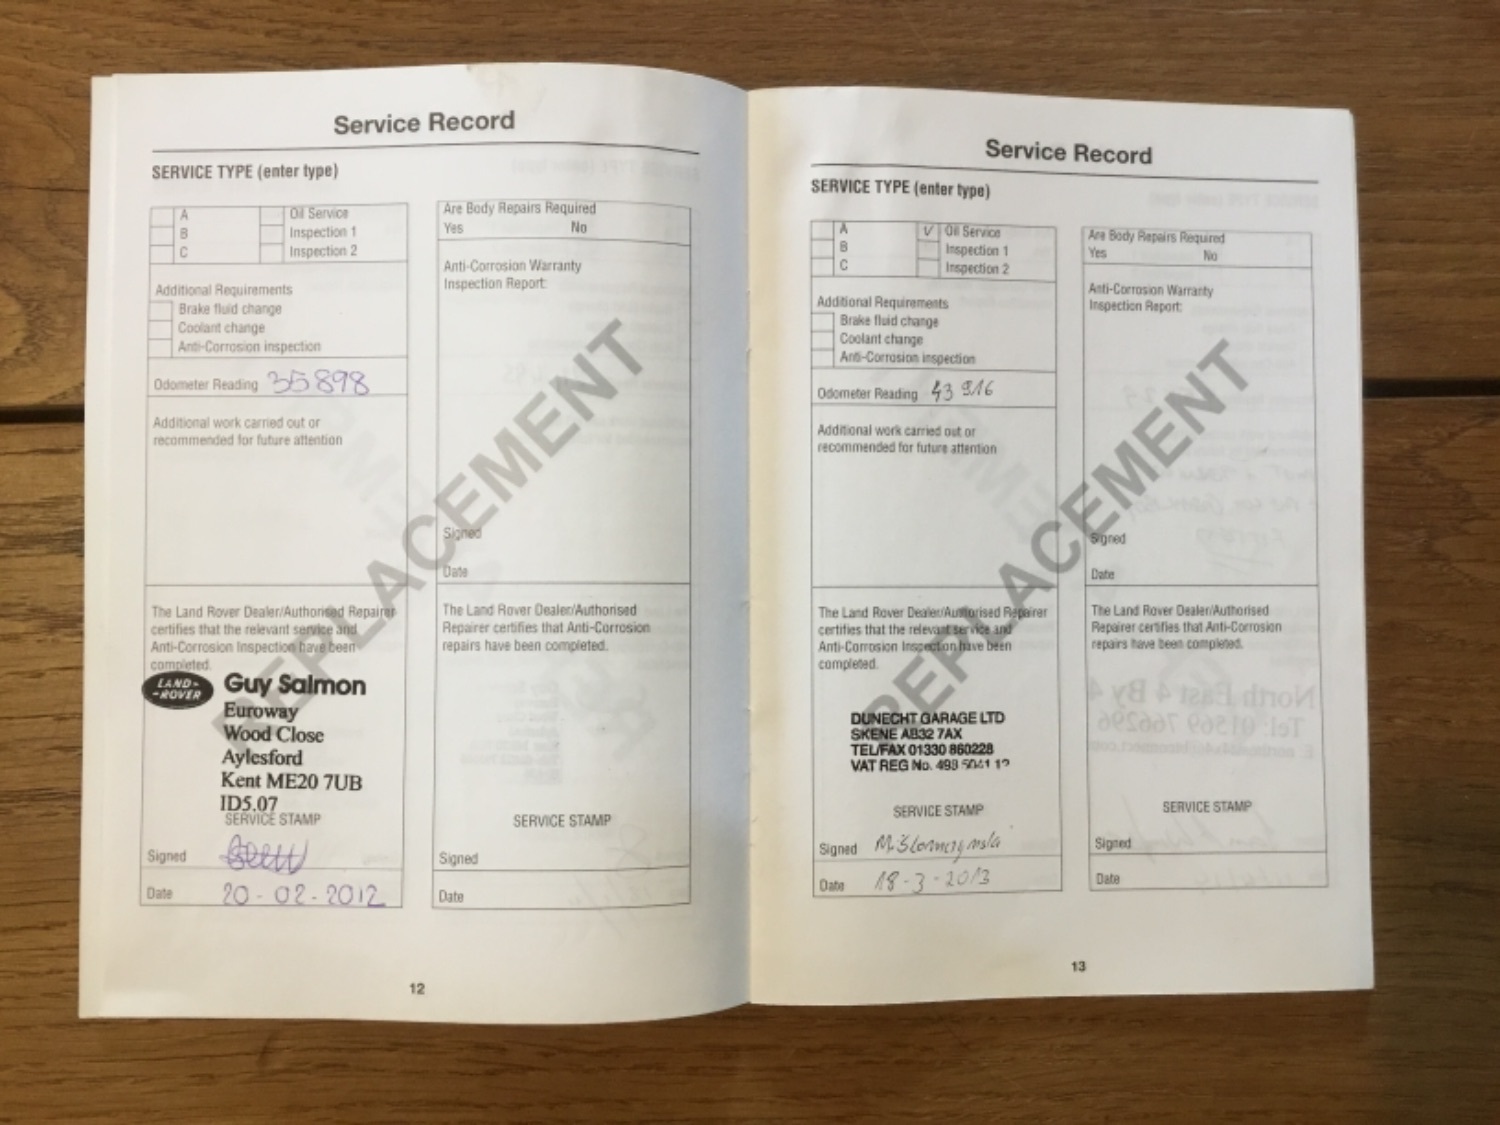 Service Record
SERVICE TYPE (enter type)
A
B
C
Oil Service
Inspection 1
Inspection 2
Additional Requirements
Brake fluid change
Coolant change
Anti-Corrosion inspection
Odometer Reading 35898
Additional work carried out or
recommended for future attention
The Land Rover Dealer/Authorised Repairer
certifies that the relevant service and
Anti-Corrosion Inspection have been
completed.
LAND-
-ROVER
Guy Salmon
Euroway
Wood Close
Aylesford
Kent ME20 7UB
ID5.07
SERVICE STAMP
Signed
Date 20-02-2012
Are Body Repairs Required
Yes No
Anti-Corrosion Warranty
Inspection Report:
Signed
Date
The Land Rover Dealer/Authorised
Repairer certifies that Anti-Corrosion
repairs have been completed.
SERVICE STAMP
Signed
Date
REPLACEMENT
12
Service Record
SERVICE TYPE (enter type)
A
B
C
V Oil Service
Inspection 1
Inspection 2
Additional Requirements
Brake fluid change
Coolant change
Anti-Corrosion inspection
Odometer Reading 43916
Additional work carried out or
recommended for future attention
The Land Rover Dealer/Authorised Repairer
certifies that the relevant service and
Anti-Corrosion Inspection have been
completed.
DUNECHT GARAGE LTD
SKENE AB32 7AX
TEL/FAX 01330 860228
VAT REG No. 498 5041
SERVICE STAMP
Signed
Date 18-3-2013
Are Body Repairs Required
Yes No
Anti-Corrosion Warranty
Inspection Report:
Signed
Date
The Land Rover Dealer/Authorised
Repairer certifies that Anti-Corrosion
repairs have been completed.
SERVICE STAMP
Signed
Date
REPLACEMENT
13